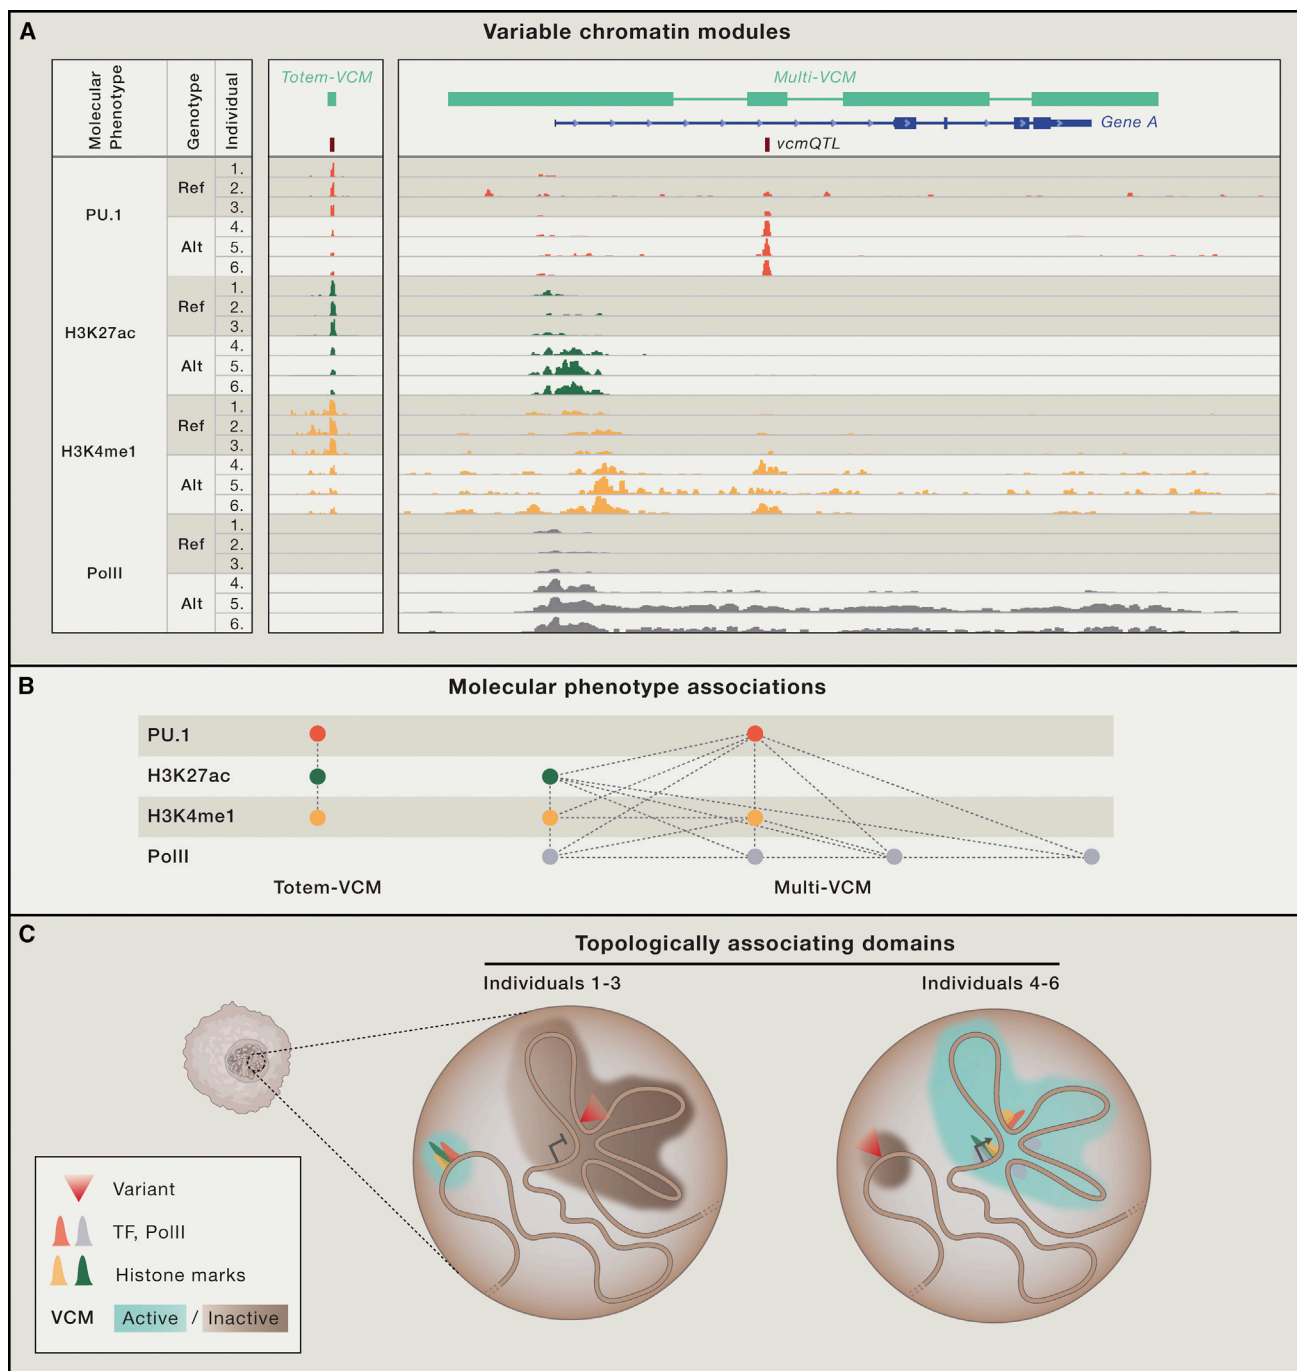 A
Variable chromatin modules
Molecular Phenotype
Genotype
Individual
Totem-VCM
Multi-VCM
Gene A
vcmQTL
PU.1
Ref
1.
2.
3.
Alt
4.
5.
6.
H3K27ac
Ref
1.
2.
3.
Alt
4.
5.
6.
H3K4me1
Ref
1.
2.
3.
Alt
4.
5.
6.
PolII
Ref
1.
2.
3.
Alt
4.
5.
6.
B
Molecular phenotype associations
PU.1
H3K27ac
H3K4me1
PolII
Totem-VCM
Multi-VCM
C
Topologically associating domains
Individuals 1-3
Individuals 4-6
Variant
TF, PolII
Histone marks
VCM Active / Inactive